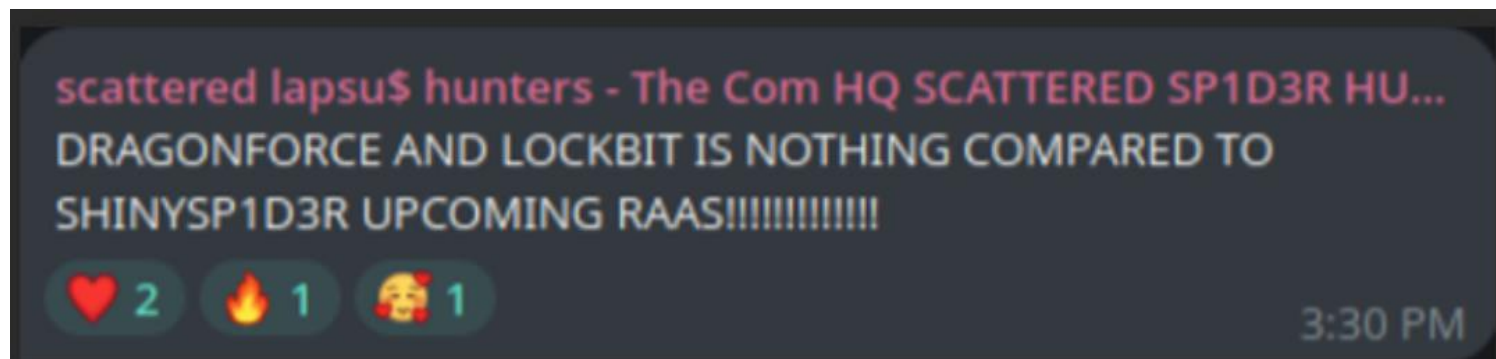 scattered lapsu$ hunters - The Com HQ SCATTERED SP1D3R HU...
DRAGONFORCE AND LOCKBIT IS NOTHING COMPARED TO
SHINYSP1D3R UPCOMING RAAS!!!!!!!!!!!!!
❤️ 2 🔥 1 🥰 1
3:30 PM